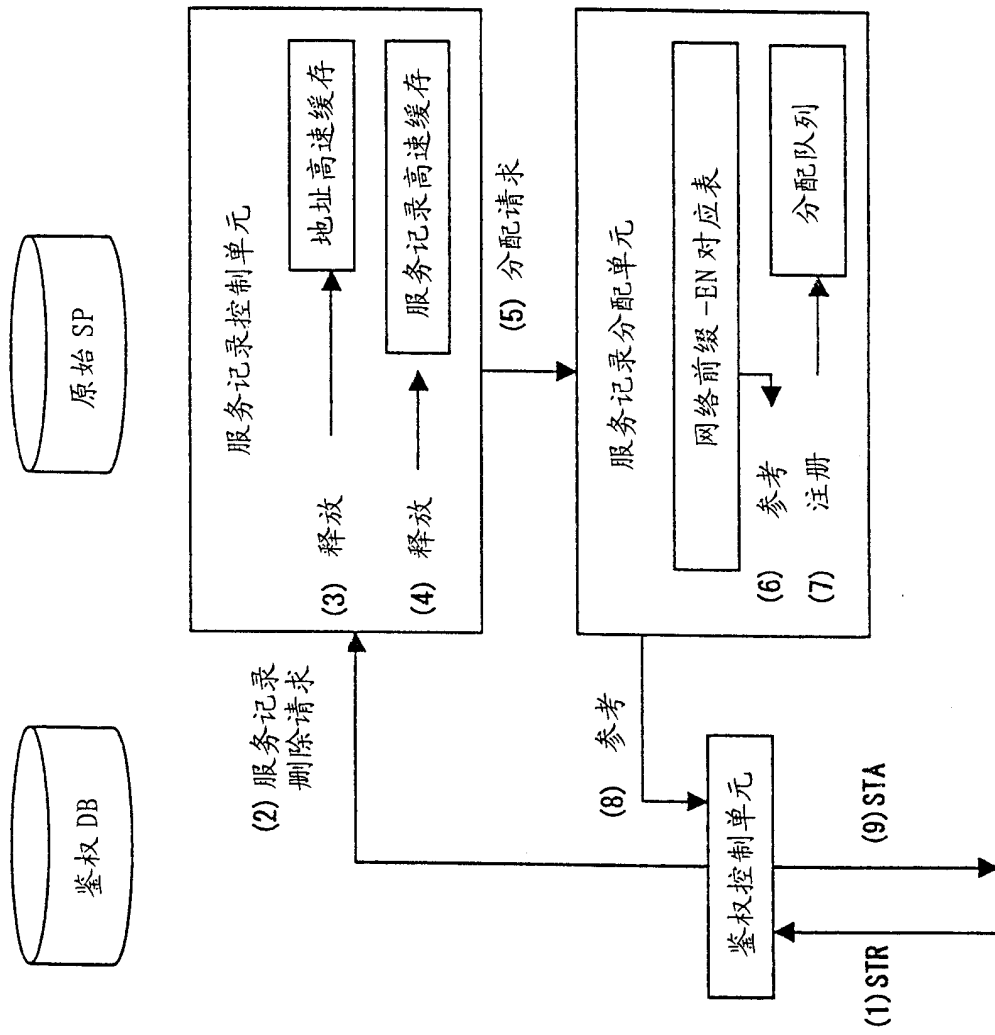 鉴权 DB
原始 SP
(2) 服务记录
删除请求
服务记录控制单元
(3) 释放
地址高速缓存
(4) 释放
服务记录高速缓存
(5) 分配请求
服务记录分配单元
网络前缀 -EN 对应表
(6) 参考
(7) 注册
分配队列
(8) 参考
鉴权控制单元
(1) STR
(9) STA